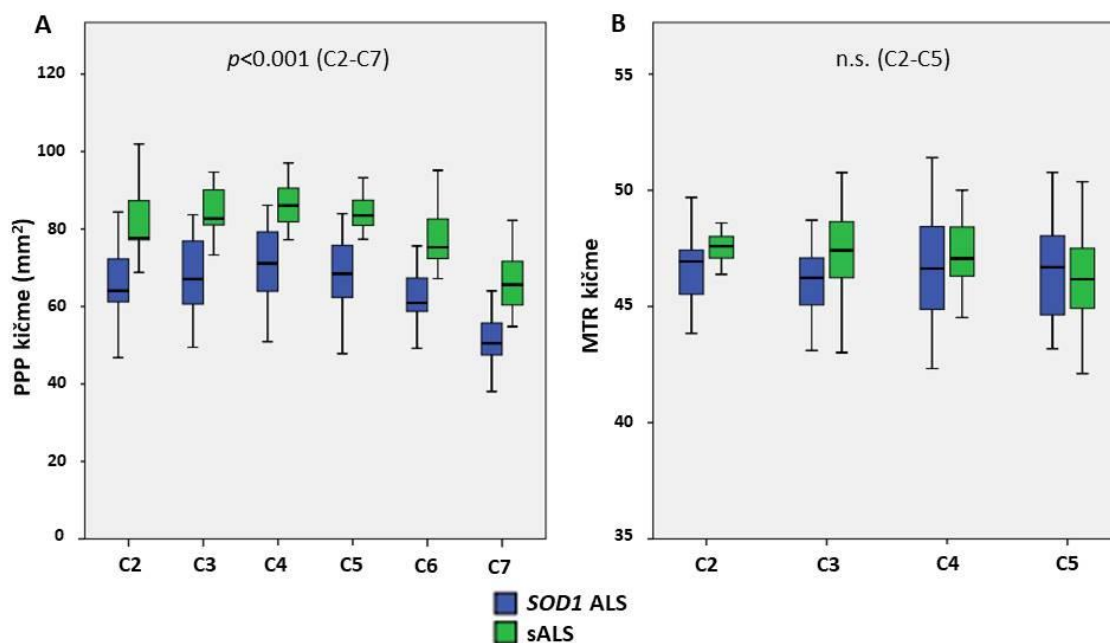 A
p<0.001 (C2-C7)
PPP kičme (mm²)
120
100
80
60
40
20
0
C2 C3 C4 C5 C6 C7
B
n.s. (C2-C5)
MTR kičme
55
50
45
40
35
C2 C3 C4 C5
SOD1 ALS
sALS